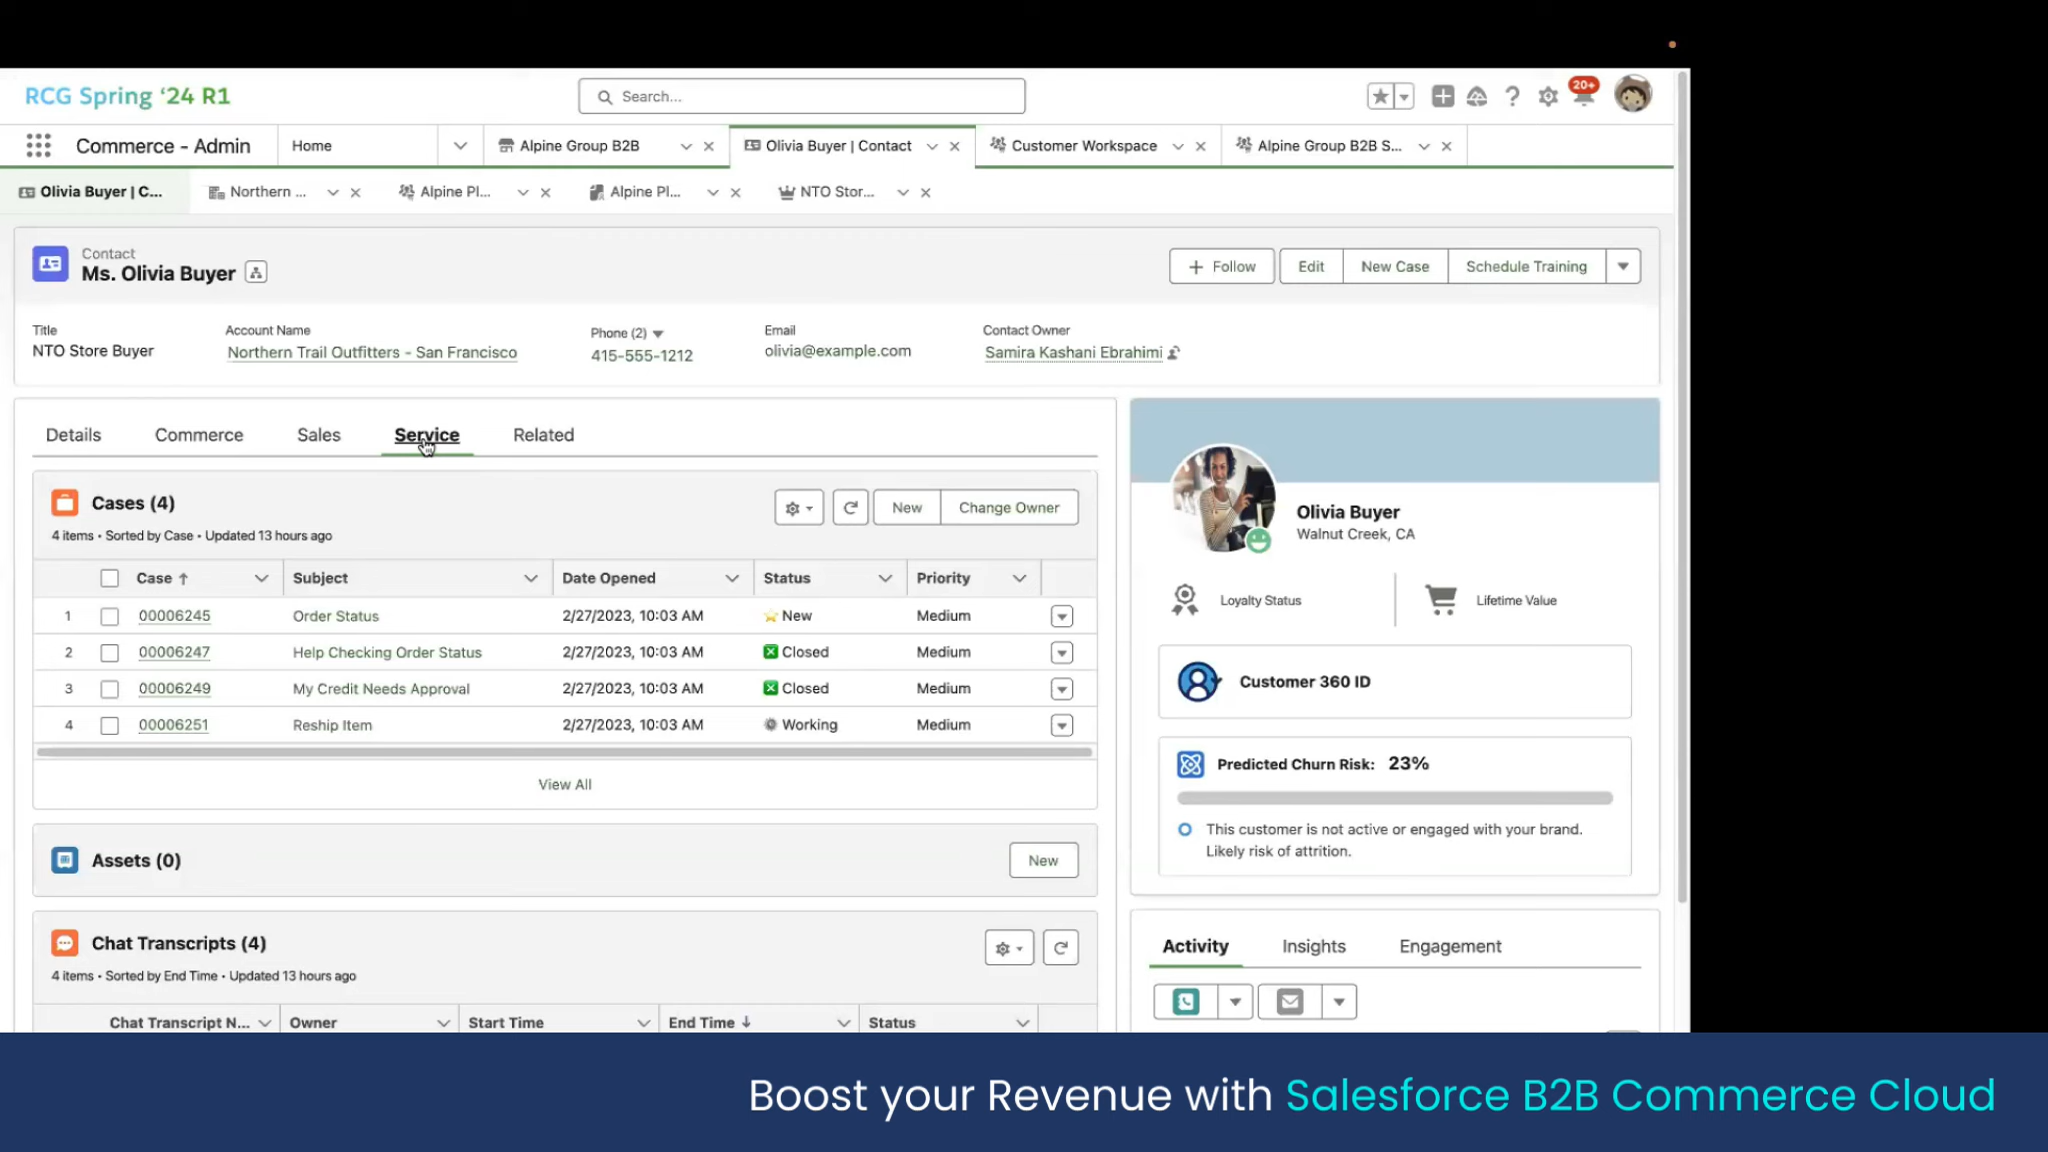 RCG Spring ‘24 R1
Search...
20+
Commerce - Admin
Home
Alpine Group B2B
Olivia Buyer | Contact
Customer Workspace
Alpine Group B2B S...
Olivia Buyer | C...
Northern ...
Alpine Pl...
Alpine Pl...
NTO Stor...
Contact
Ms. Olivia Buyer
Follow
Edit
New Case
Schedule Training
Title
NTO Store Buyer
Account Name
Northern Trail Outfitters - San Francisco
Phone (2)
415-555-1212
Email
olivia@example.com
Contact Owner
Samira Kashani Ebrahimi
Details
Commerce
Sales
Service
Related
Cases (4)
4 items • Sorted by Case • Updated 13 hours ago
New
Change Owner
Case
Subject
Date Opened
Status
Priority
1 00006245 Order Status 2/27/2023, 10:03 AM New Medium
2 00006247 Help Checking Order Status 2/27/2023, 10:03 AM Closed Medium
3 00006249 My Credit Needs Approval 2/27/2023, 10:03 AM Closed Medium
4 00006251 Reship Item 2/27/2023, 10:03 AM Working Medium
View All
Assets (0)
New
Chat Transcripts (4)
4 items • Sorted by End Time • Updated 13 hours ago
Chat Transcript N...
Owner
Start Time
End Time
Status
Olivia Buyer
Walnut Creek, CA
Loyalty Status
Lifetime Value
Customer 360 ID
Predicted Churn Risk: 23%
This customer is not active or engaged with your brand.
Likely risk of attrition.
Activity
Insights
Engagement
Boost your Revenue with Salesforce B2B Commerce Cloud